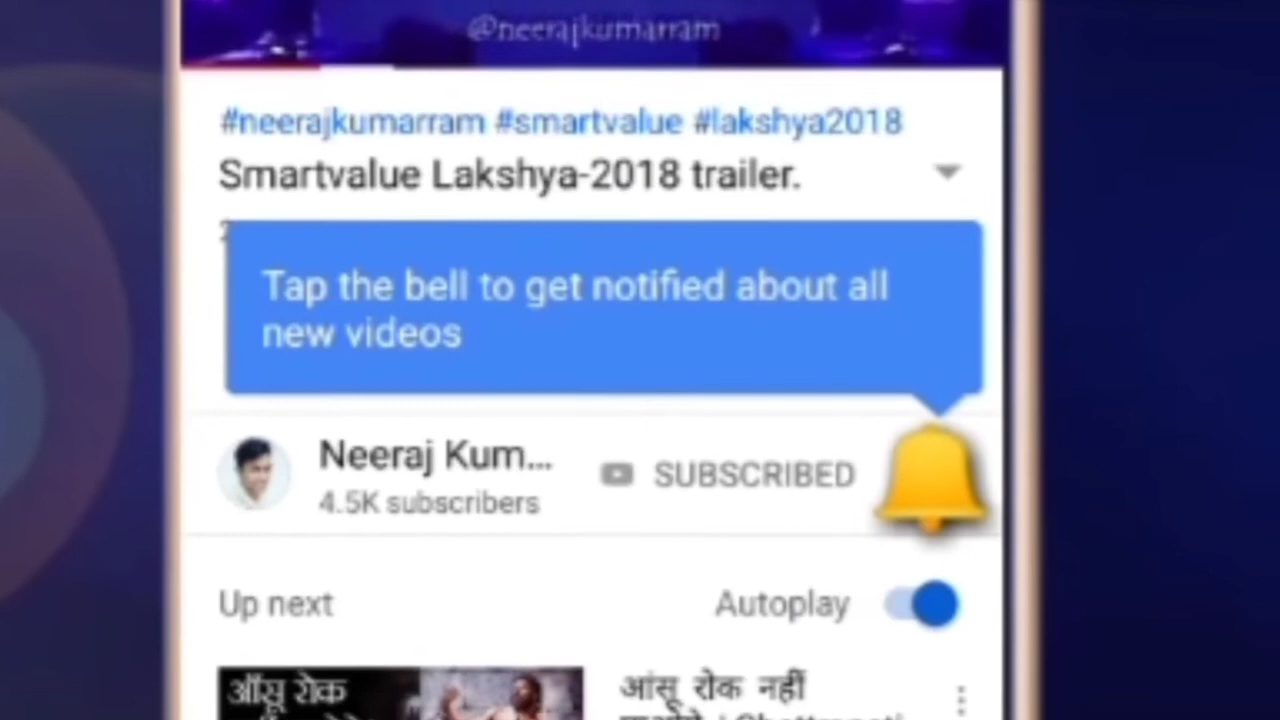 @neerajkumarram
#neerajkumarram #smartvalue #lakshya2018
Smartvalue Lakshya-2018 trailer.
Tap the bell to get notified about all
new videos
Neeraj Kum...
SUBSCRIBED
4.5K subscribers
Up next
Autoplay
आँसू रोक
आंसू रोक नहीं